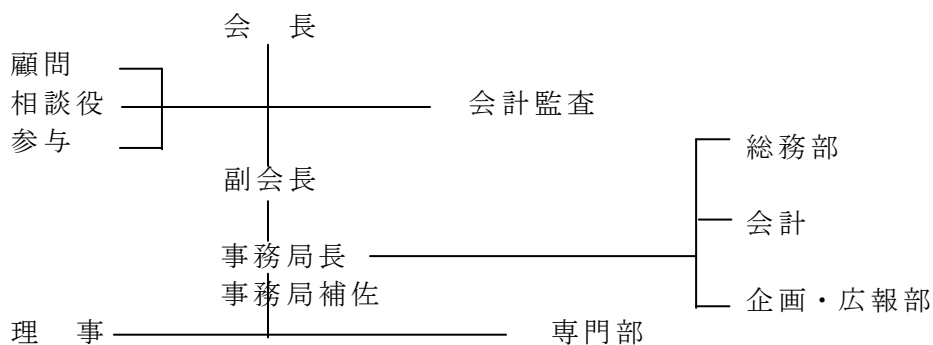 会　長
顧問
相談役
会計監査
参与
総務部
副会長
会計
事務局長
事務局補佐
企画・広報部
理　事
専門部